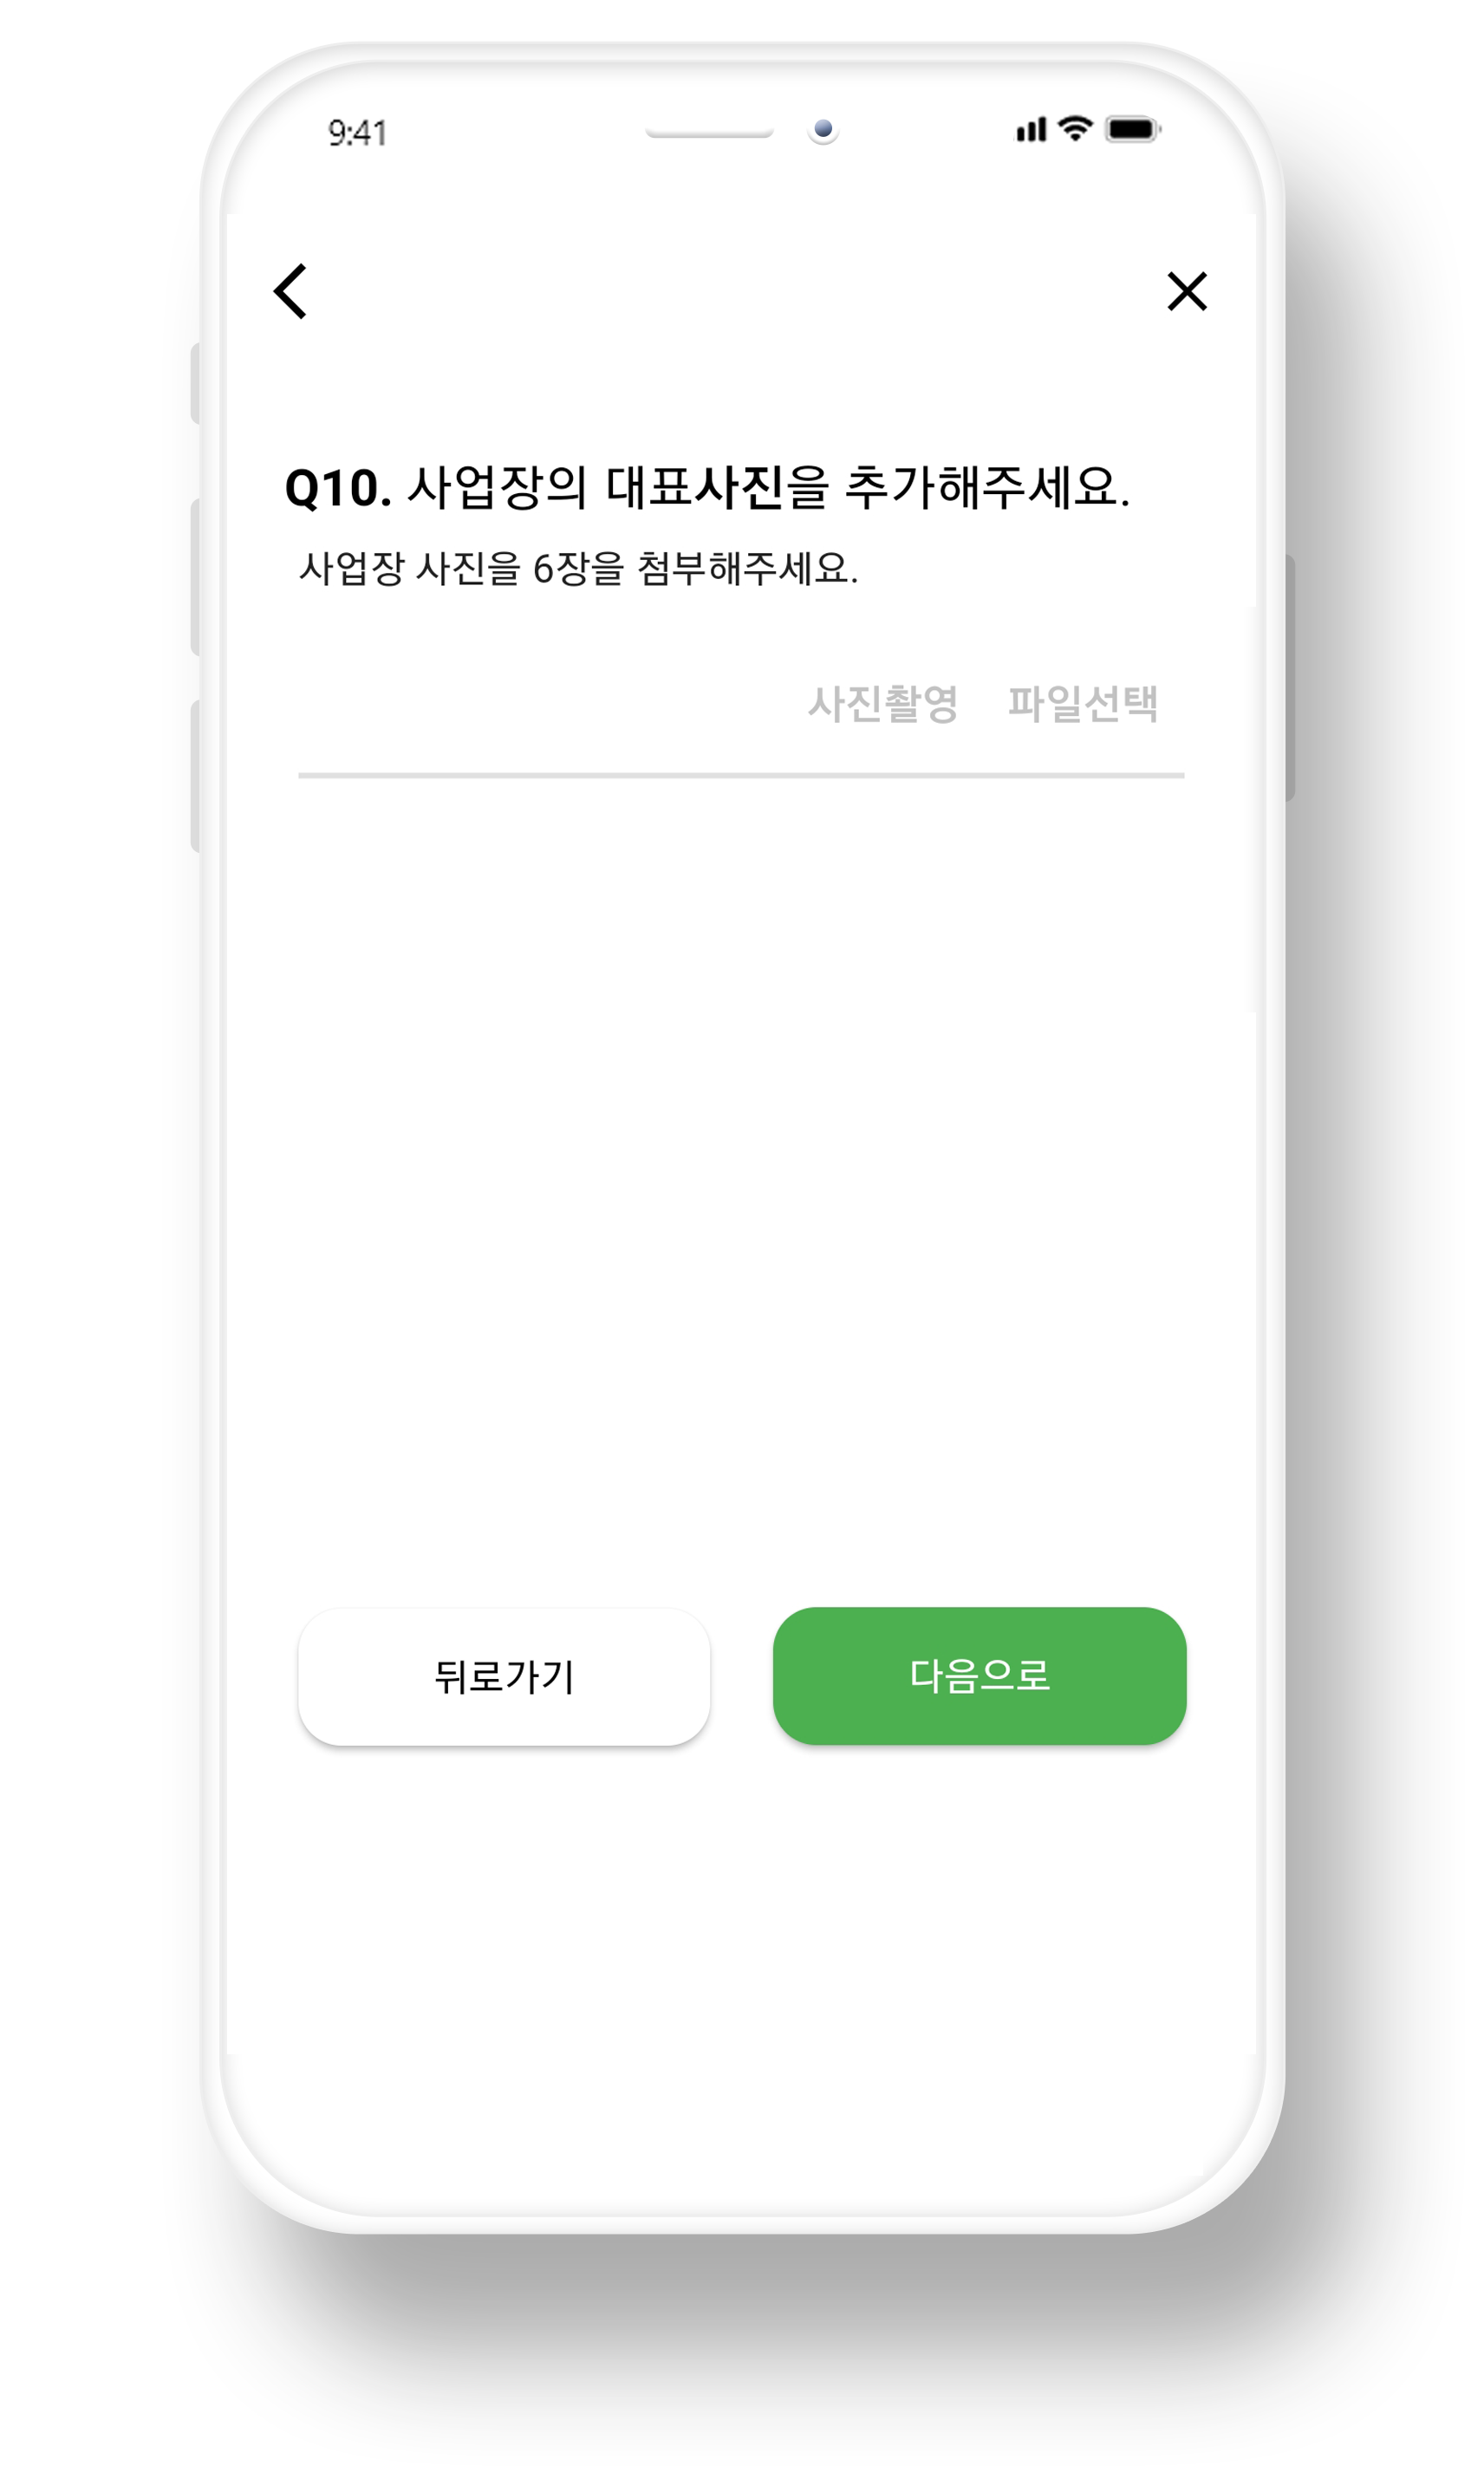 9:41
Q10. 사업장의 대표사진을 추가해주세요.
사업장 사진을 6장을 첨부해주세요.
사진촬영 파일선택
뒤로가기 다음으로